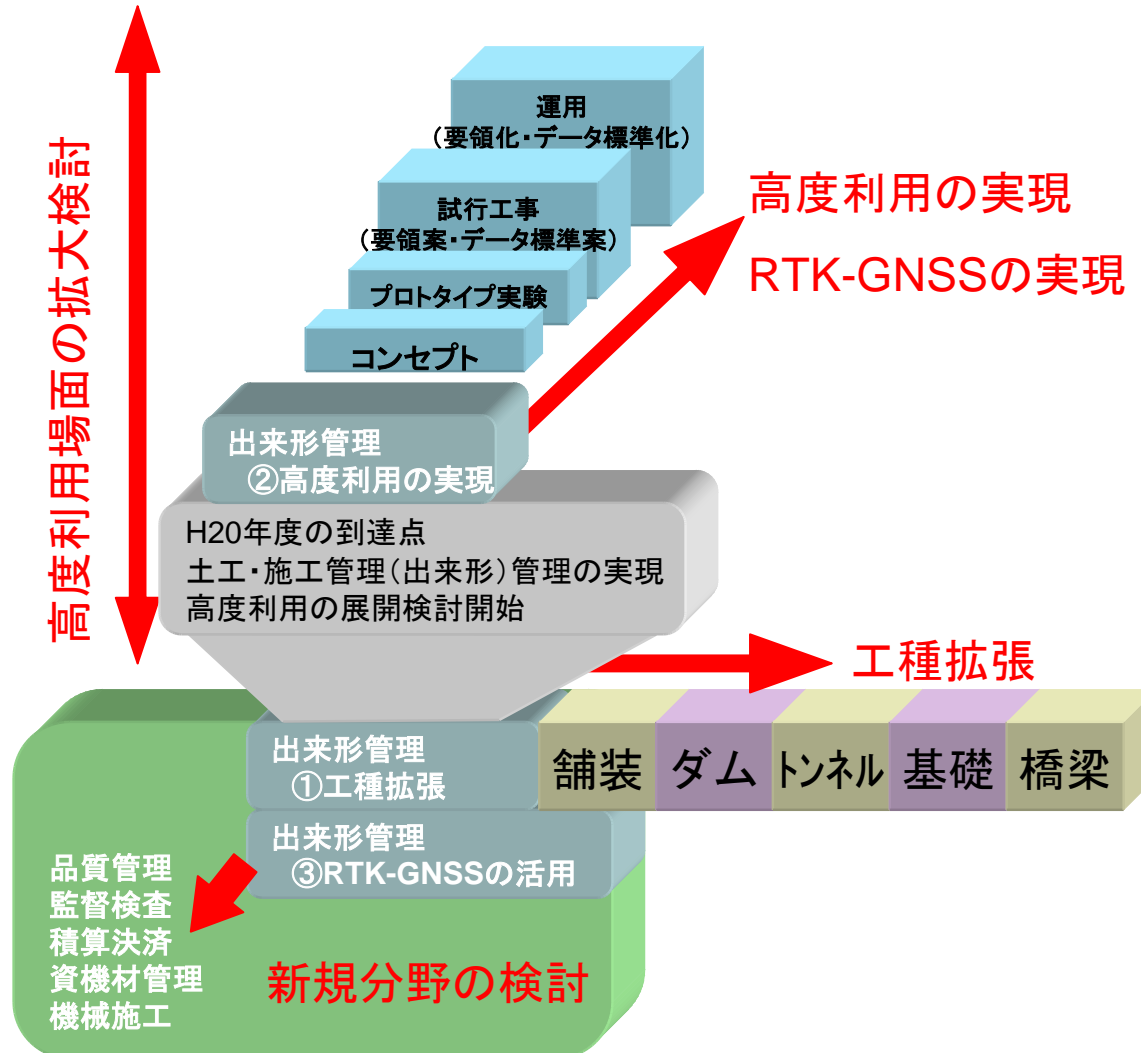 高度利用場面の拡大検討
運用
（要領化・データ標準化）
試行工事
（要領案・データ標準案）
プロトタイプ実験
コンセプト
高度利用の実現
RTK-GNSSの実現
出来形管理
②高度利用の実現
H20年度の到達点
土工・施工管理（出来形）管理の実現
高度利用の展開検討開始
工種拡張
出来形管理
①工種拡張
舗装 ダム トンネル 基礎 橋梁
出来形管理
③RTK-GNSSの活用
品質管理
監督検査
積算決済
資機材管理
機械施工
新規分野の検討